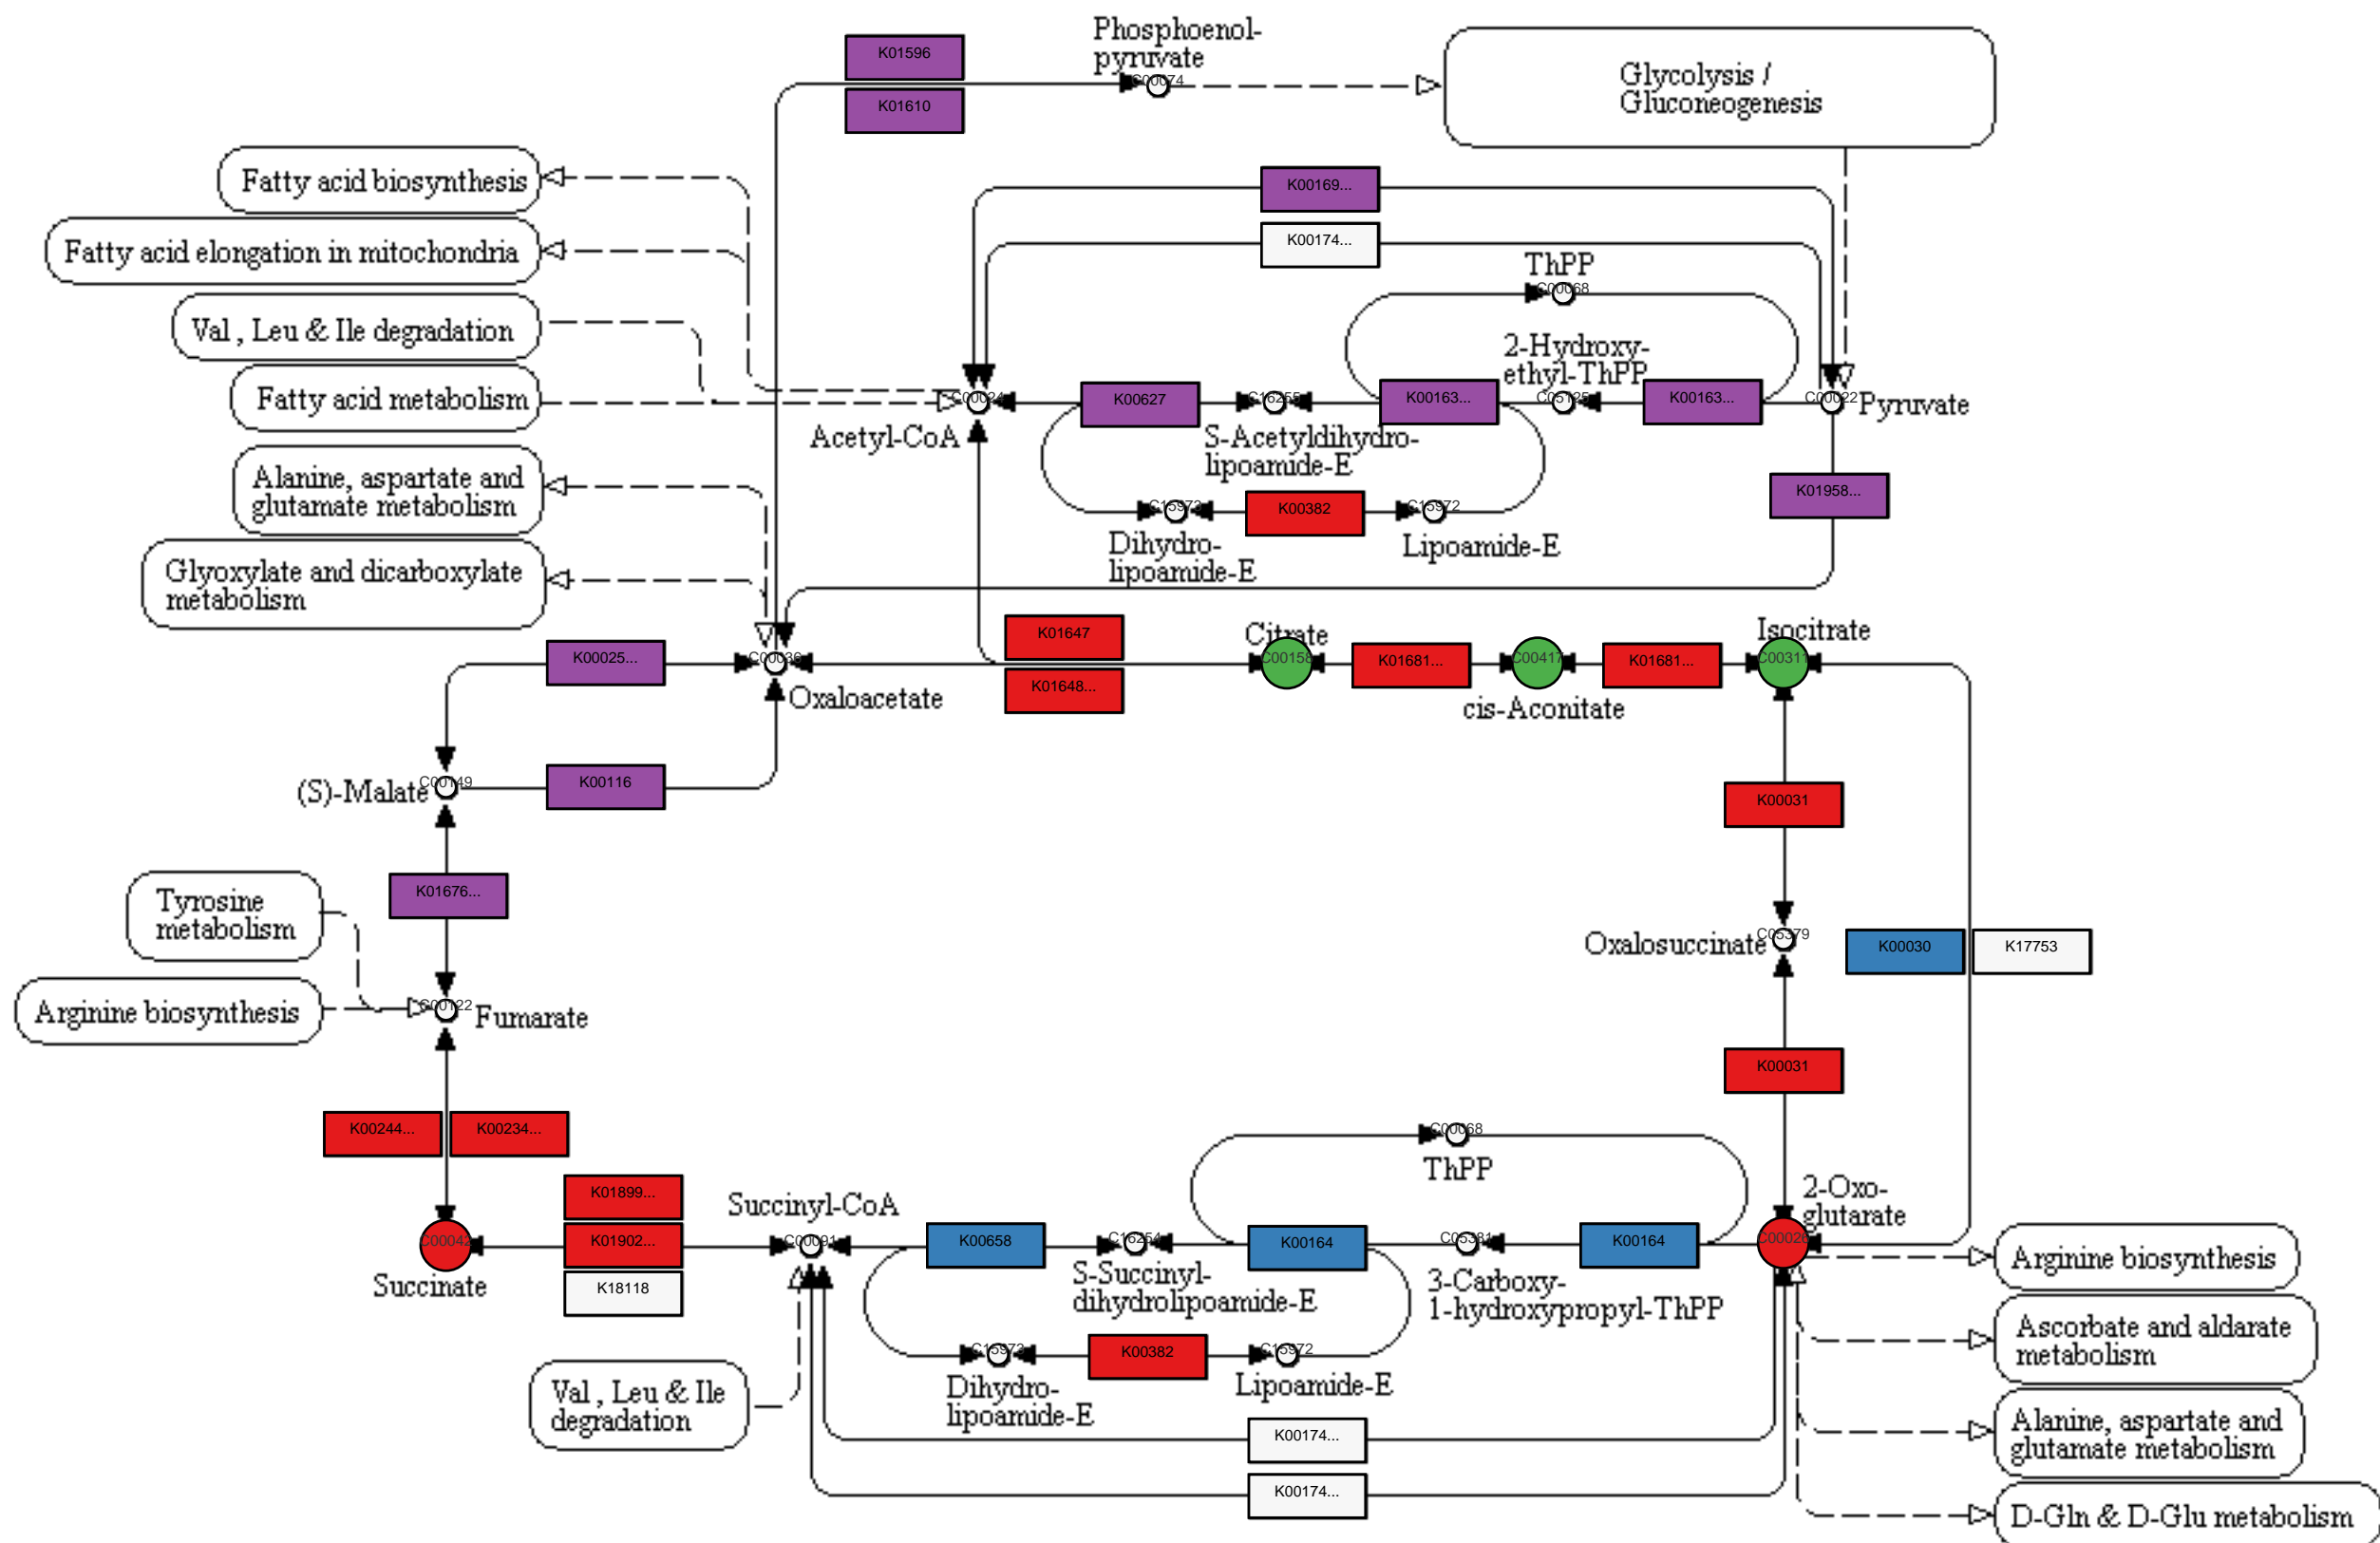 Phosphoenol-
pyruvate
K01596
C00074
K01610
Glycolysis /
Gluconeogenesis
Fatty acid biosynthesis
K00169...
Fatty acid elongation in mitochondria
K00174...
ThPP
C00068
Val , Leu & Ile degradation
2-Hydroxy-
ethyl-ThPP
Fatty acid metabolism
C00024
K00627
C16255
K00163...
C05125
K00163...
C00022
Pyruvate
Acetyl-CoA
S-Acetyldihydro-
lipoamide-E
Alanine, aspartate and
glutamate metabolism
K01958...
C15973
K00382
C15972
Dihydro-
lipoamide-E
Lipoamide-E
Glyoxylate and dicarboxylate
metabolism
K01647
Citrate
Isocitrate
K00025...
C00036
C00158
K01681...
C00417
K01681...
C00311
K01648...
Oxaloacetate
cis-Aconitate
(S)-Malate
C00149
K00116
K00031
K01676...
Tyrosine
metabolism
Oxalosuccinate
C05379
K00030
K17753
Arginine biosynthesis
C00122
Fumarate
K00031
K00244...
K00234...
C00068
ThPP
K01899...
Succinyl-CoA
2-Oxo-
glutarate
C00042
K01902...
C00091
K00658
C16254
K00164
C05381
K00164
C00026
Succinate
K18118
S-Succinyl-
dihydrolipoamide-E
3-Carboxy-
1-hydroxypropyl-ThPP
Arginine biosynthesis
Ascorbate and aldarate
metabolism
C15973
K00382
C15972
Val , Leu & Ile
degradation
Dihydro-
lipoamide-E
Lipoamide-E
K00174...
Alanine, aspartate and
glutamate metabolism
K00174...
D-Gln & D-Glu metabolism